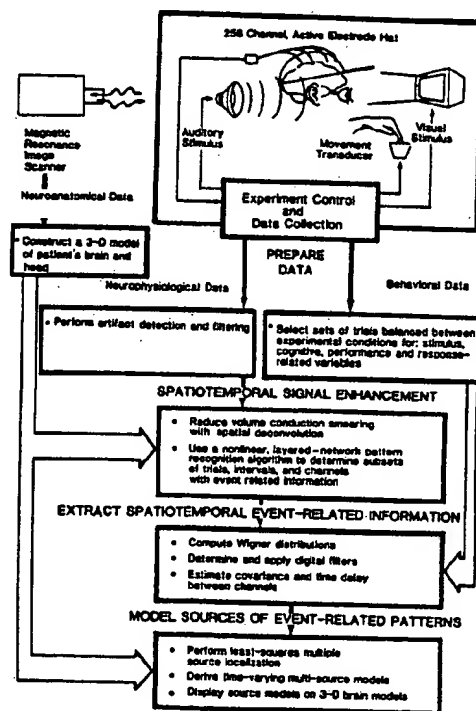 256 Channel, Active Electrode Hat
Magnetic
Resonance
Image
Scanner
Auditory
Stimulus
Movement
Transducer
Visual
Stimulus
Neuroanatomical Data
Experiment Control
and
Data Collection
• Construct a 3-D model
of patient's brain and
head
PREPARE
DATA
Neurophysiological Data
Behavioral Data
• Perform artifact detection and filtering
• Select sets of trials balanced between
experimental conditions for: stimulus,
cognitive, performance and response-
related variables
SPATIOTEMPORAL SIGNAL ENHANCEMENT
• Reduce volume conduction smearing
with spatial deconvolution
• Use a nonlinear, layered-network pattern
recognition algorithm to determine subsets
of trials, intervals, and channels
with event related information
EXTRACT SPATIOTEMPORAL EVENT-RELATED INFORMATION
• Compute Wigner distributions
• Determine and apply digital filters
• Estimate covariance and time delay
between channels
MODEL SOURCES OF EVENT-RELATED PATTERNS
• Perform least-squares multiple
source localization
• Derive time-varying multi-source models
• Display source models on 3-D brain models